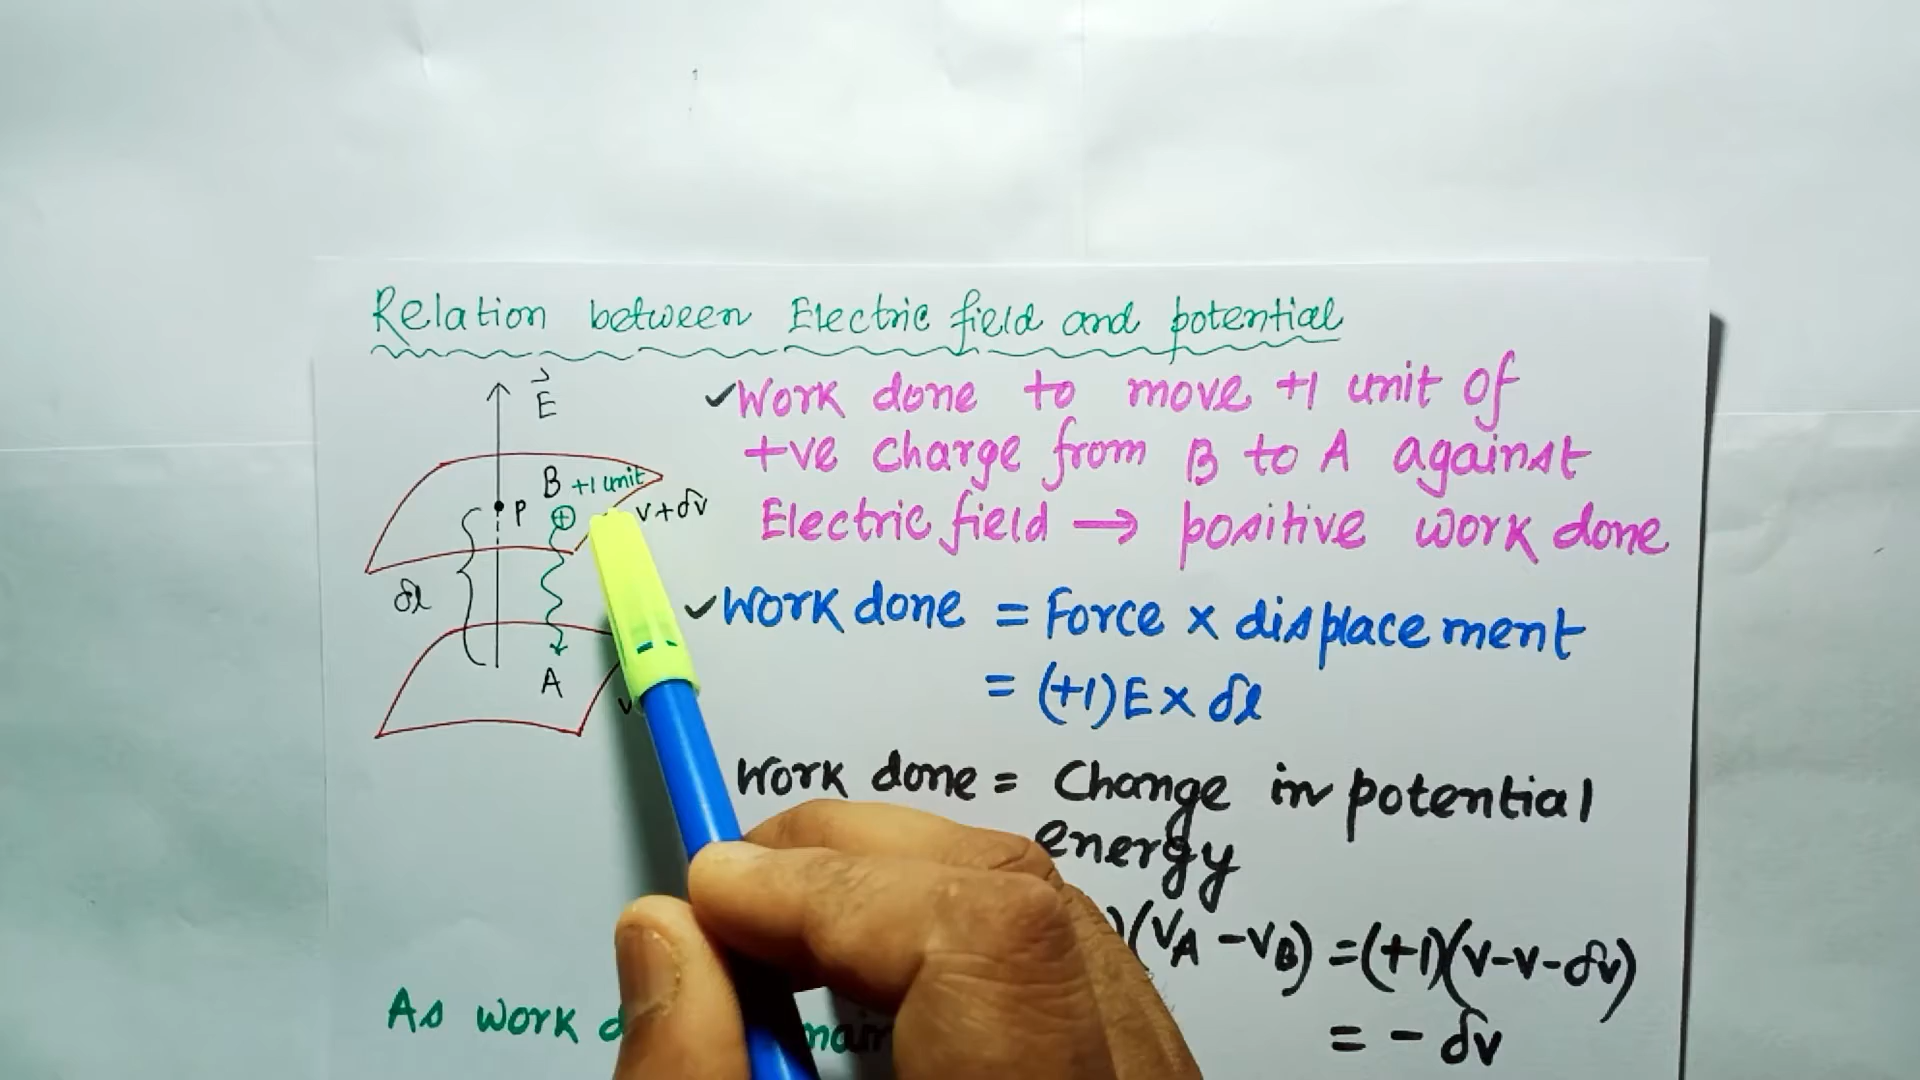 Relation between Electric field and potential
E
B +1 unit
P
v+δv
δl
A
v
✓Work done to move +1 unit of
+ve charge from B to A against
Electric field → positive work done
✓Work done = Force × displacement
= (+1)E × δl
Work done = Change in potential
energy
)(VA - VB) = (+1)(v-v-δv)
= - δv
As work